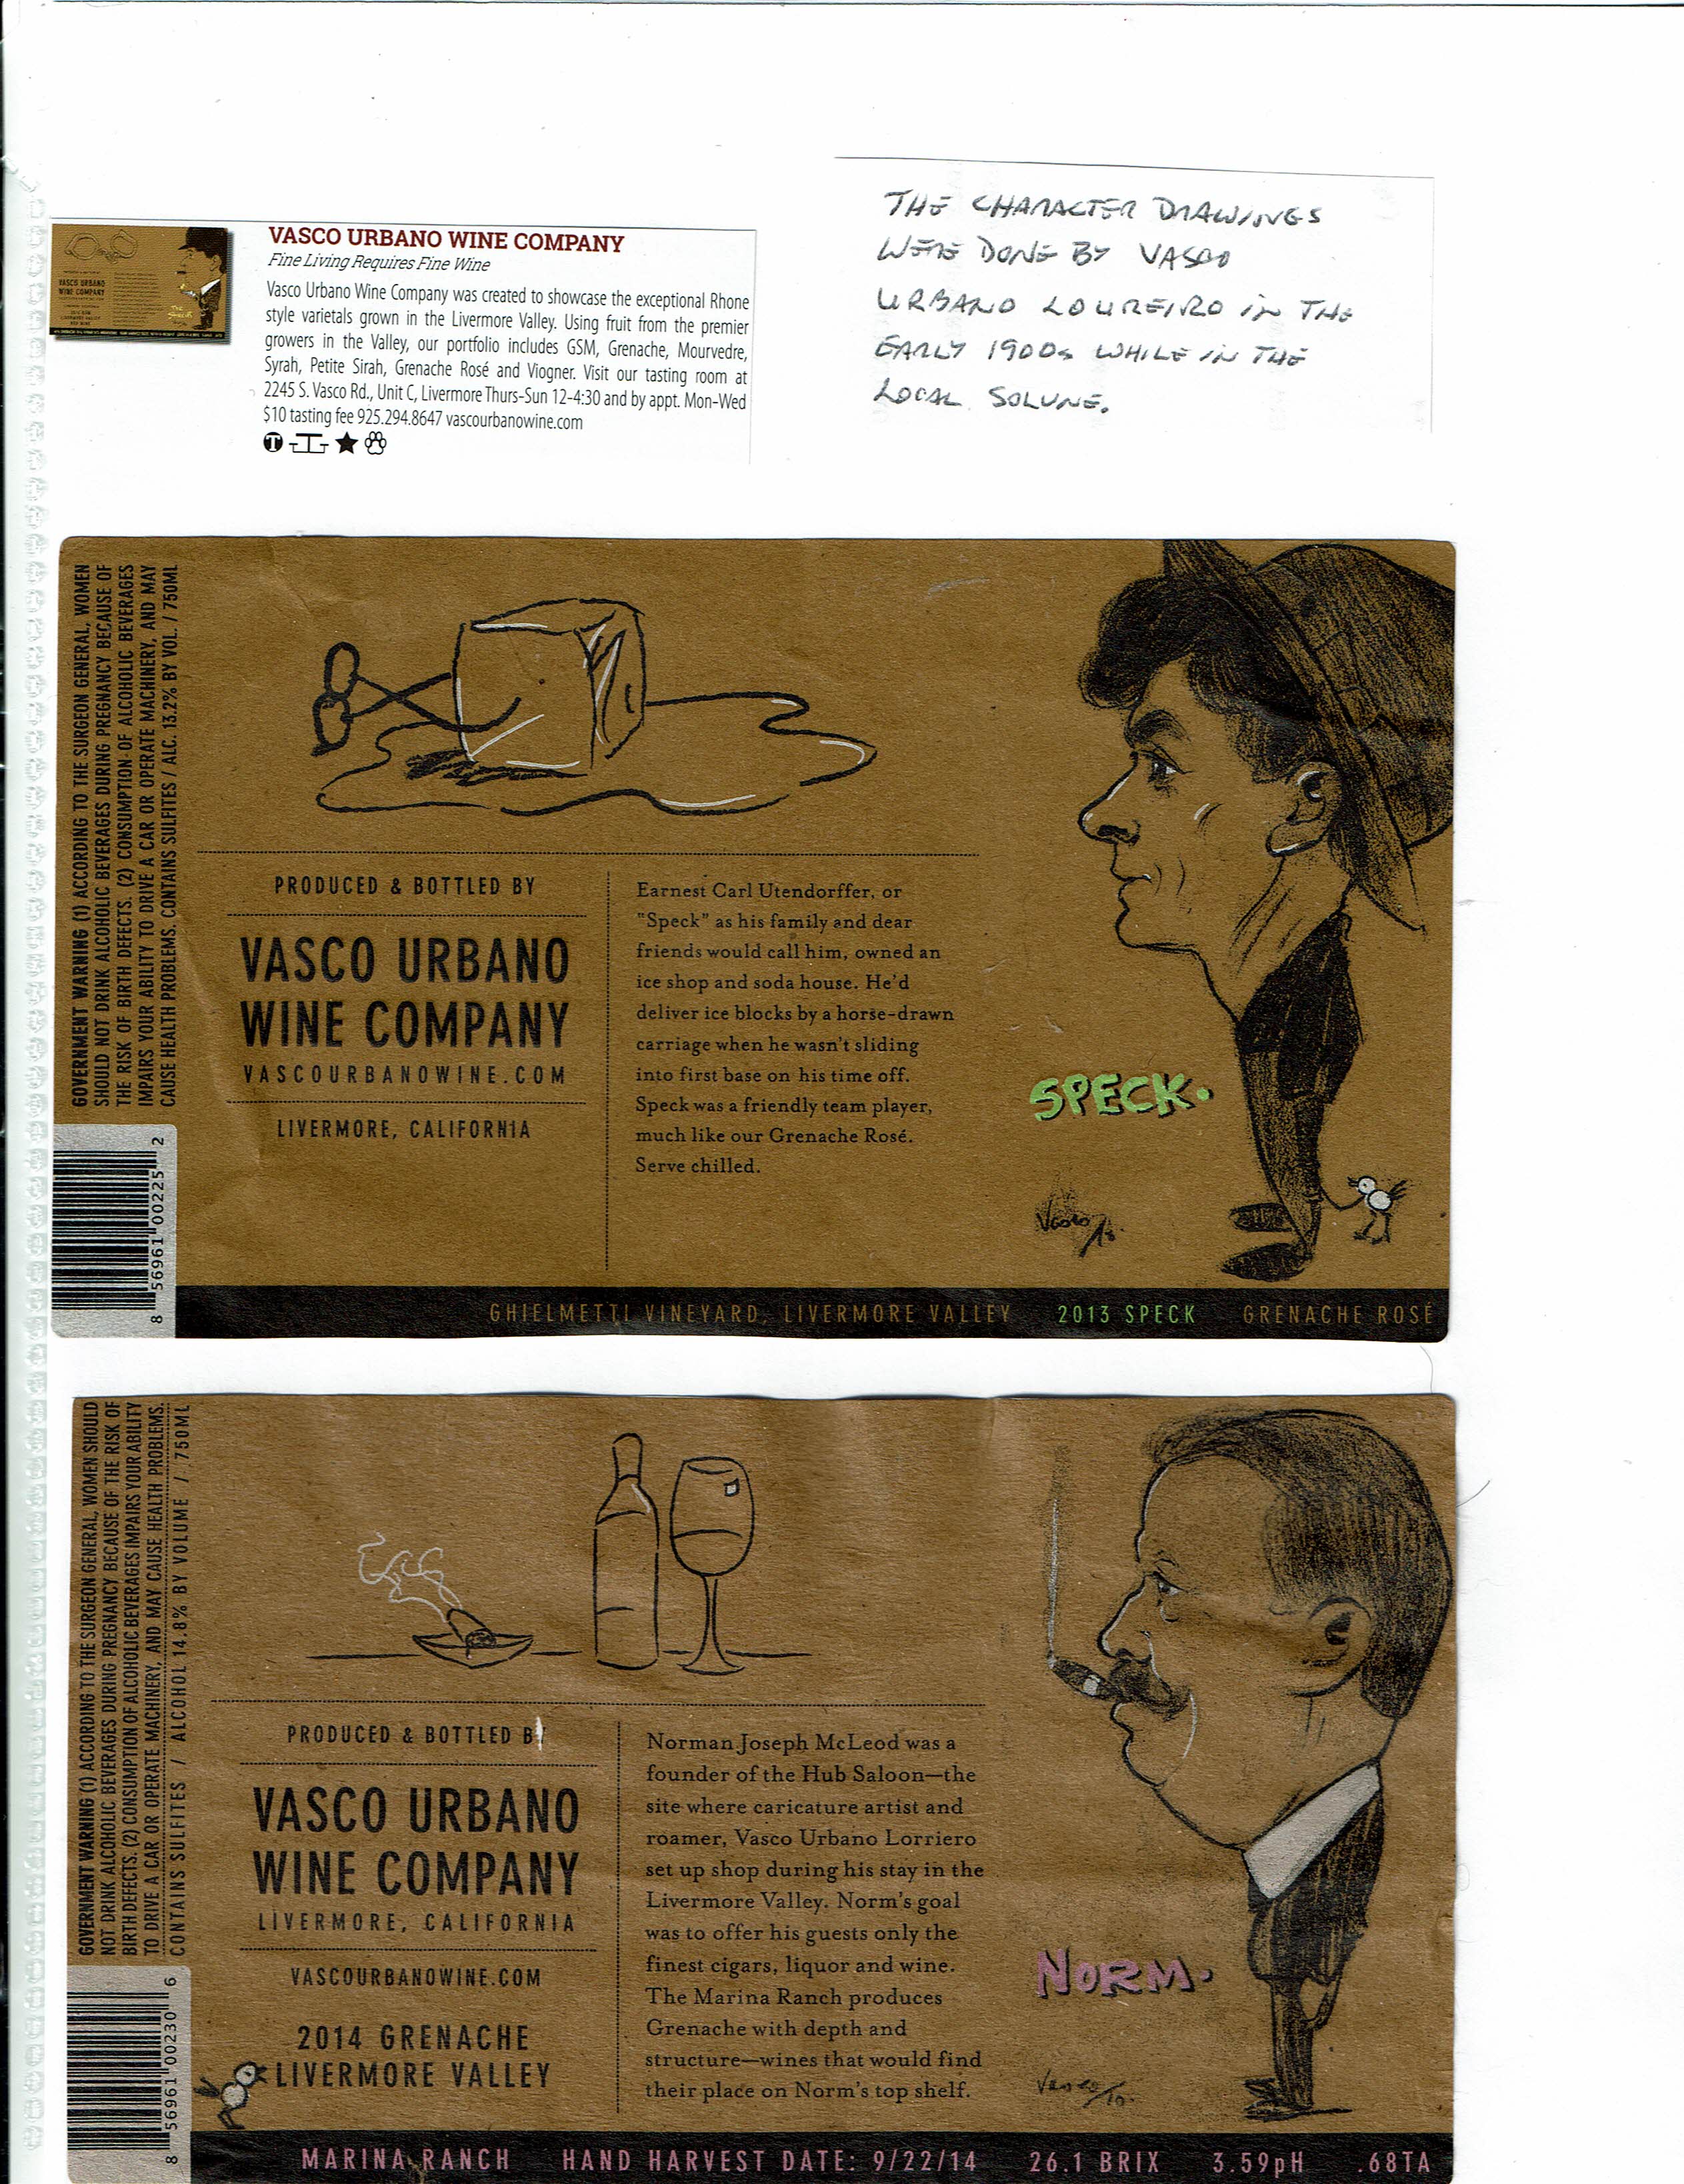 VASCO URBANO WINE COMPANY
Fine Living Requires Fine Wine
Vasco Urbano Wine Company was created to showcase the exceptional Rhone
style varietals grown in the Livermore Valley. Using fruit from the premier
growers in the Valley, our portfolio includes GSM, Grenache, Mourvedre,
Syrah, Petite Sirah, Grenache Rosé and Viogner. Visit our tasting room at
2245 S. Vasco Rd., Unit C, Livermore Thurs-Sun 12-4:30 and by appt. Mon-Wed
$10 tasting fee 925.294.8647 vascourbanowine.com
THE CHARACTER DRAWINGS
WERE DONE BY VASCO
URBANO LOUREIRO IN THE
EARLY 1900s WHILE IN THE
LOCAL SOLUNE.
GOVERNMENT WARNING (1) ACCORDING TO THE SURGEON GENERAL, WOMEN
SHOULD NOT DRINK ALCOHOLIC BEVERAGES DURING PREGNANCY BECAUSE OF
THE RISK OF BIRTH DEFECTS. (2) CONSUMPTION OF ALCOHOLIC BEVERAGES
IMPAIRS YOUR ABILITY TO DRIVE A CAR OR OPERATE MACHINERY, AND MAY
CAUSE HEALTH PROBLEMS. CONTAINS SULFITES / ALC. 13.2% BY VOL. / 750ML
8 56961 00225 2
PRODUCED & BOTTLED BY
VASCO URBANO
WINE COMPANY
VASCOURBANOWINE.COM
LIVERMORE, CALIFORNIA
Earnest Carl Utendorffer, or
"Speck" as his family and dear
friends would call him, owned an
ice shop and soda house. He'd
deliver ice blocks by a horse-drawn
carriage when he wasn't sliding
into first base on his time off.
Speck was a friendly team player,
much like our Grenache Rosé.
Serve chilled.
SPECK.
Vasco
GHIELMETTI VINEYARD, LIVERMORE VALLEY 2013 SPECK GRENACHE ROSÉ
GOVERNMENT WARNING (1) ACCORDING TO THE SURGEON GENERAL, WOMEN SHOULD
NOT DRINK ALCOHOLIC BEVERAGES DURING PREGNANCY BECAUSE OF THE RISK OF
BIRTH DEFECTS. (2) CONSUMPTION OF ALCOHOLIC BEVERAGES IMPAIRS YOUR ABILITY
TO DRIVE A CAR OR OPERATE MACHINERY, AND MAY CAUSE HEALTH PROBLEMS.
CONTAINS SULFITES / ALCOHOL 14.8% BY VOLUME / 750ML
8 56961 00230 6
PRODUCED & BOTTLED BY
VASCO URBANO
WINE COMPANY
LIVERMORE, CALIFORNIA
VASCOURBANOWINE.COM
2014 GRENACHE
LIVERMORE VALLEY
Norman Joseph McLeod was a
founder of the Hub Saloon—the
site where caricature artist and
roamer, Vasco Urbano Lorriero
set up shop during his stay in the
Livermore Valley. Norm's goal
was to offer his guests only the
finest cigars, liquor and wine.
The Marina Ranch produces
Grenache with depth and
structure—wines that would find
their place on Norm's top shelf.
NORM.
Vasco
MARINA RANCH HAND HARVEST DATE: 9/22/14 26.1 BRIX 3.59pH .68TA